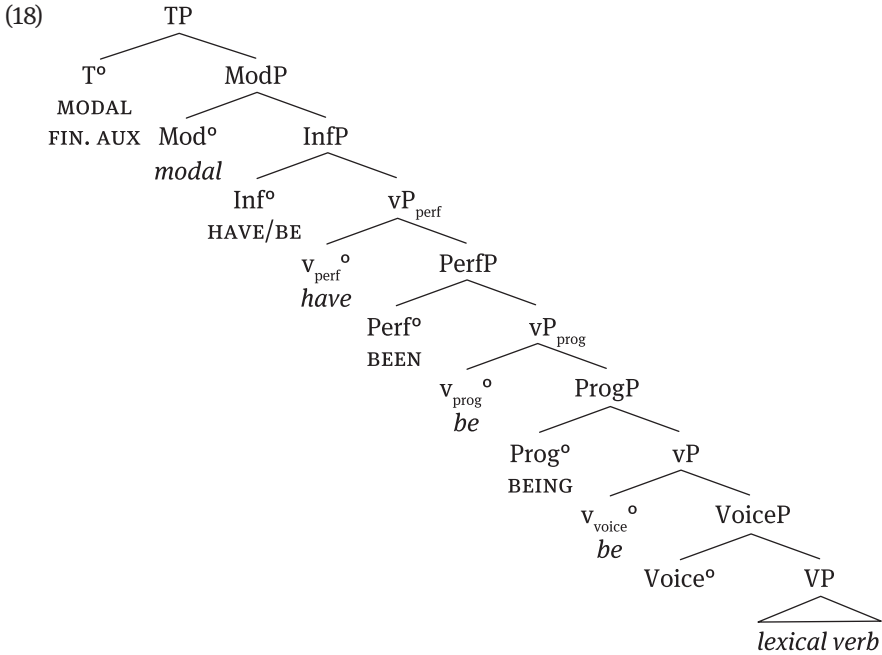 (18) TP
T° ModP
MODAL
FIN. AUX Mod° InfP
modal
Inf° vPperf
HAVE/BE
vperf° PerfP
have
Perf° vPprog
BEEN
vprog° ProgP
be
Prog° vP
BEING
vvoice° VoiceP
be
Voice° VP
lexical verb